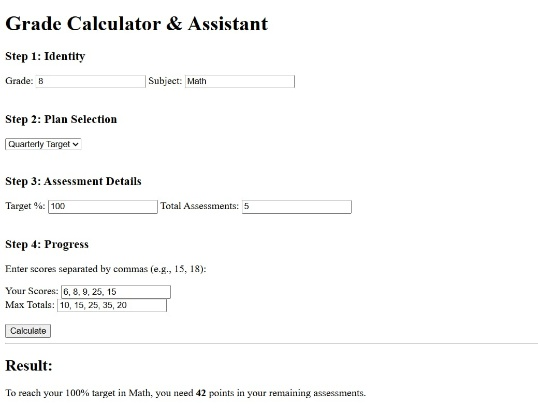 Grade Calculator & Assistant
Step 1: Identity
Grade: 8 Subject: Math
Step 2: Plan Selection
Quarterly Target
Step 3: Assessment Details
Target %: 100 Total Assessments: 5
Step 4: Progress
Enter scores separated by commas (e.g., 15, 18):
Your Scores: 6, 8, 9, 25, 15
Max Totals: 10, 15, 25, 35, 20
Calculate
Result:
To reach your 100% target in Math, you need 42 points in your remaining assessments.